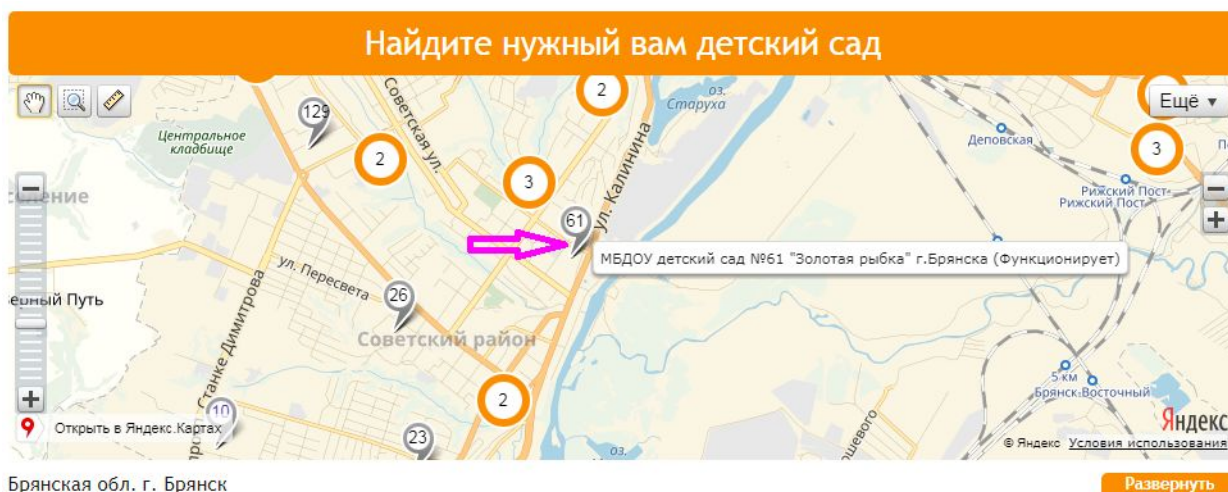 Найдите нужный вам детский сад
2
оз.
Старуха
Ещё
129
Советская ул.
Центральное
кладбище
2
Деповская
3
3
Рижский Пост
Рижский Пост
ение
61
ул. Калинина
МБДОУ детский сад №61 "Золотая рыбка" г.Брянска (Функционирует)
ул. Пересвета
26
Советский район
Путь
Станке Димитрова
2
5 км
Брянск-Восточный
10
Открыть в Яндекс.Картах
23
оз.
Яндекс
© Яндекс Условия использования
Брянская обл. г. Брянск
Развернуть